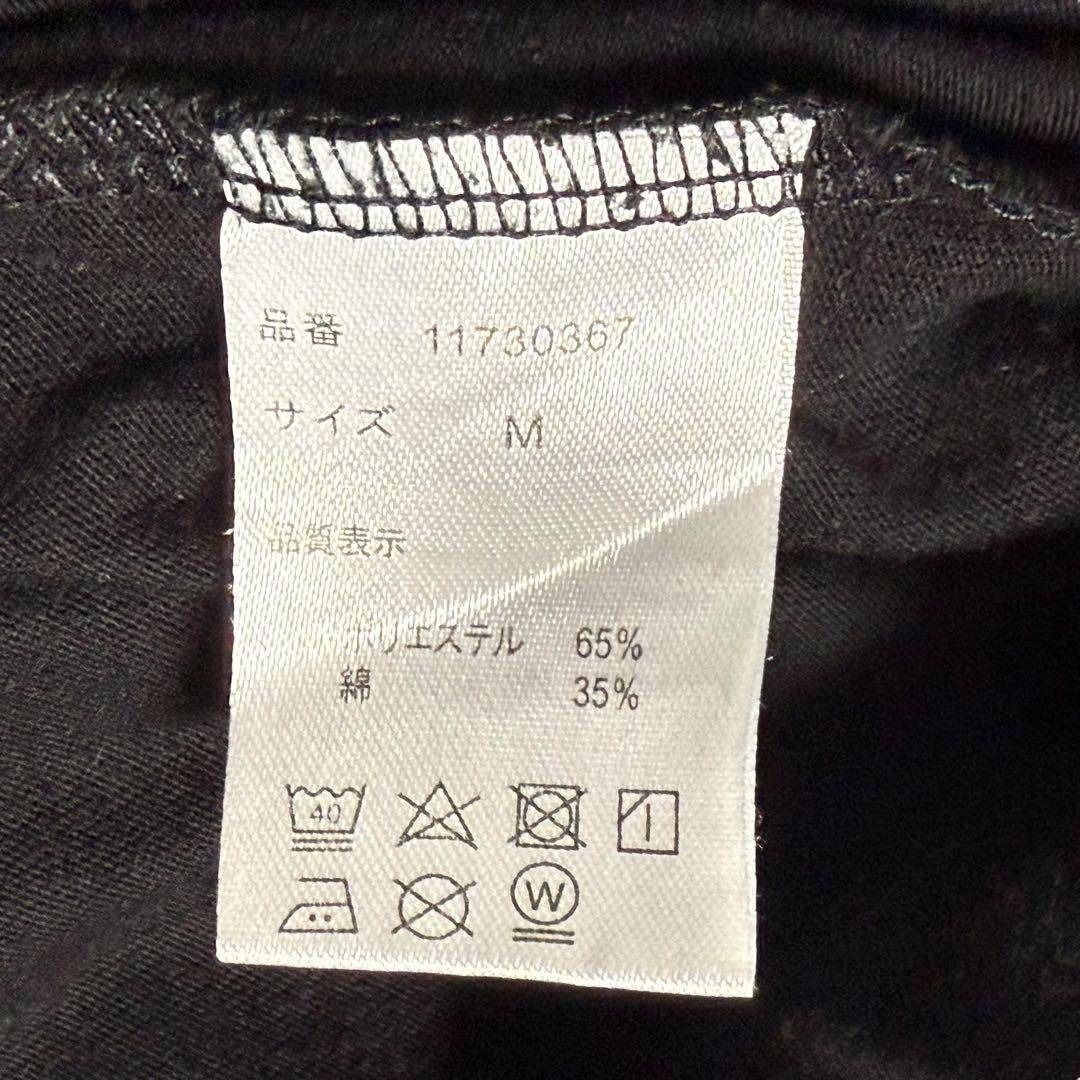 品番 11730367
サイズ M
品質表示
ポリエステル 65%
綿 35%
40
W